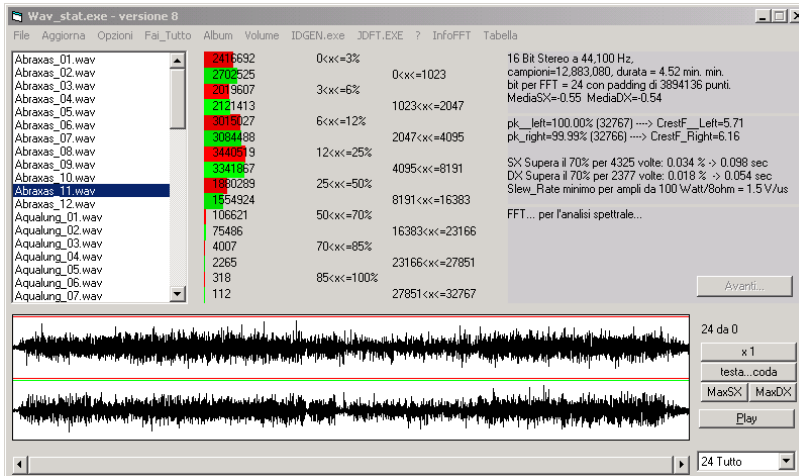 Wav_stat.exe - versione 8
File Aggiorna Opzioni Fai_Tutto Album Volume IDGEN.exe JDFT.EXE ? InfoFFT Tabella
Abraxas_01.wav
Abraxas_02.wav
Abraxas_03.wav
Abraxas_04.wav
Abraxas_05.wav
Abraxas_06.wav
Abraxas_07.wav
Abraxas_08.wav
Abraxas_09.wav
Abraxas_10.wav
Abraxas_11.wav
Abraxas_12.wav
Aqualung_01.wav
Aqualung_02.wav
Aqualung_03.wav
Aqualung_04.wav
Aqualung_05.wav
Aqualung_06.wav
Aqualung_07.wav
2416692 0<x<=3%
2702525 0<x<=1023
2019607 3<x<=6%
2121413 1023<x<=2047
3015027 6<x<=12%
3084488 2047<x<=4095
3440519 12<x<=25%
3341867 4095<x<=8191
1880289 25<x<=50%
1554924 8191<x<=16383
106621 50<x<=70%
75486 16383<x<=23166
4007 70<x<=85%
2265 23166<x<=27851
318 85<x<=100%
112 27851<x<=32767
16 Bit Stereo a 44,100 Hz,
campioni=12,883,080, durata = 4.52 min. min.
bit per FFT = 24 con padding di 3894136 punti.
MediaSX=-0.55 MediaDX=-0.54
pk__left=100.00% (32767) ----> CrestF__Left=5.71
pk_right=99.99% (32766) ----> CrestF_Right=6.16
SX Supera il 70% per 4325 volte: 0.034 % -> 0.098 sec
DX Supera il 70% per 2377 volte: 0.018 % -> 0.054 sec
Slew_Rate minimo per ampli da 100 Watt/8ohm = 1.5 V/us
FFT... per l'analisi spettrale...
Avanti...
24 da 0
x 1
testa...coda
MaxSX MaxDX
Play
24 Tutto